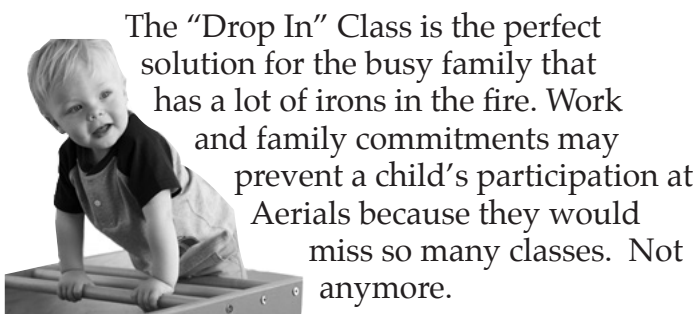 The “Drop In” Class is the perfect
solution for the busy family that
has a lot of irons in the fire. Work
and family commitments may
prevent a child’s participation at
Aerials because they would
miss so many classes.  Not
anymore.